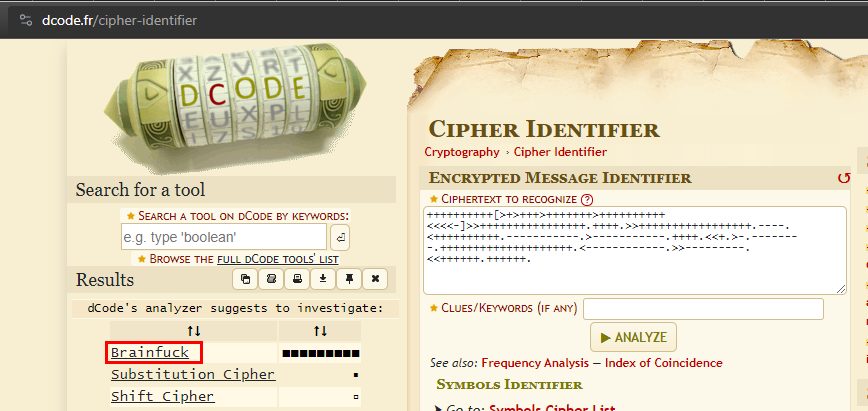 dcode.fr/cipher-identifier
XZVRT
DCODE
EUXPL
Search for a tool
★ Search a tool on dCode by keywords:
e.g. type 'boolean'
★ Browse the full dCode tools' list
Results
dCode's analyzer suggests to investigate:
↑↓ ↑↓
Brainfuck ■■■■■■■■■
Substitution Cipher ▪
Shift Cipher ▫
Cipher Identifier
Cryptography › Cipher Identifier
Encrypted Message Identifier
★ Ciphertext to recognize ?
++++++++++[>+>+++>+++++++>++++++++++
<<<<-]>>++++++++++++++++.++++.>>+++++++++++++++++.----.
<++++++++++.------------.>------------.++++.<<+.>-.-------
-.+++++++++++++++++++.<-----------.>>---------.
<<++++++.++++++.
★ Clues/Keywords (if any)
▶ ANALYZE
See also: Frequency Analysis — Index of Coincidence
Symbols Identifier
Go to: Symbols Cipher List